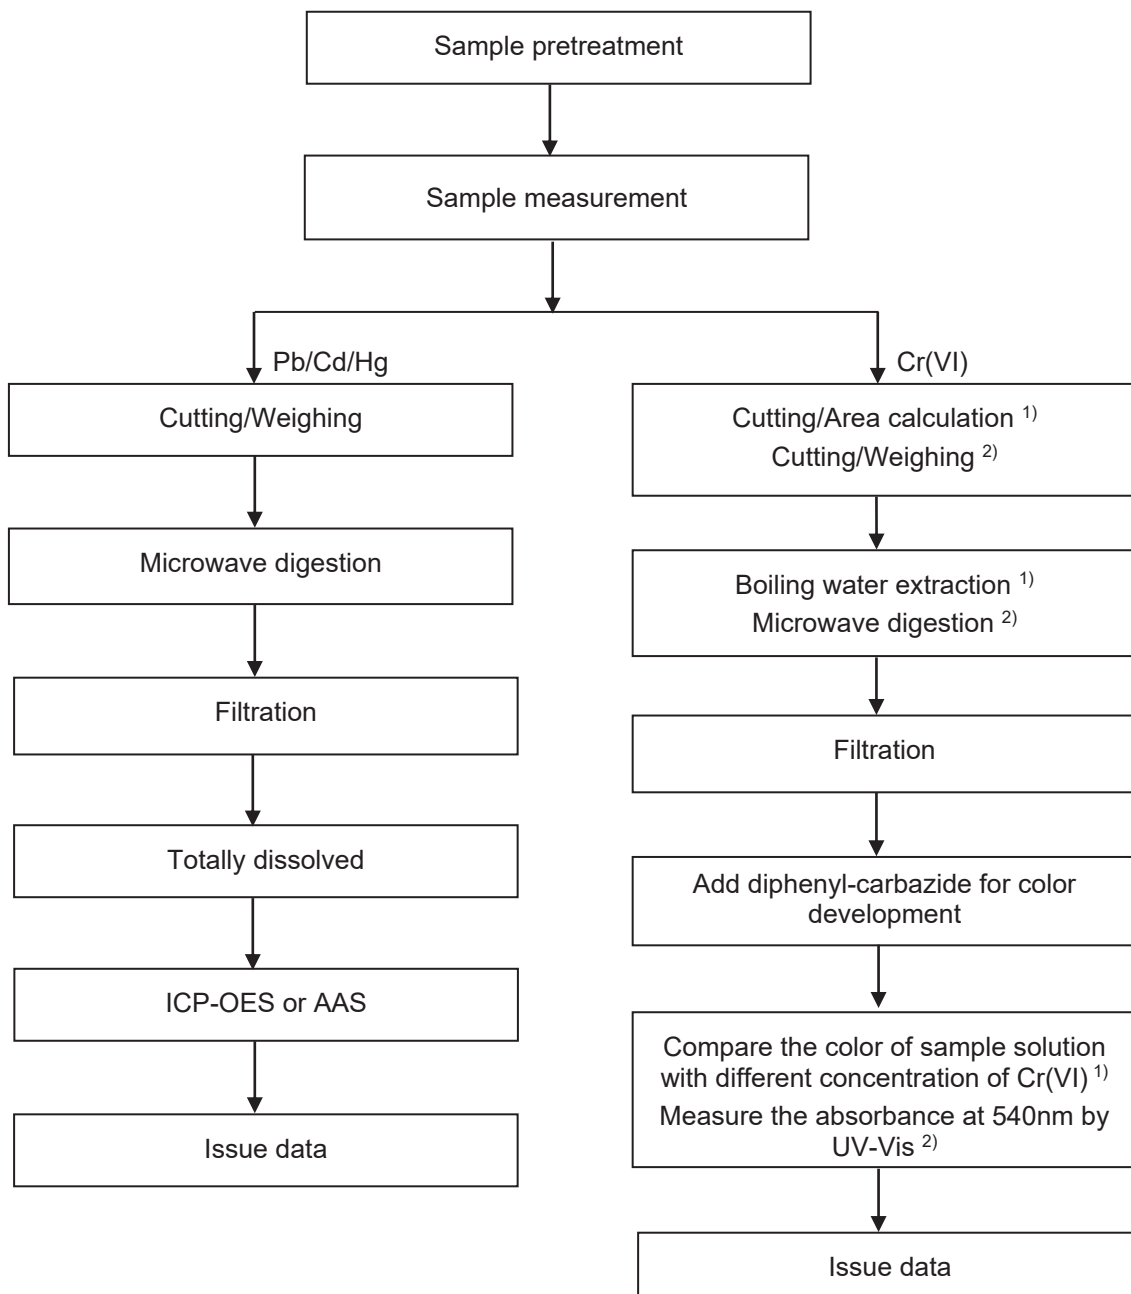 Sample pretreatment
Sample measurement
Pb/Cd/Hg
Cutting/Weighing
Microwave digestion
Filtration
Totally dissolved
ICP-OES or AAS
Issue data
Cr(VI)
Cutting/Area calculation 1)
Cutting/Weighing 2)
Boiling water extraction 1)
Microwave digestion 2)
Filtration
Add diphenyl-carbazide for color
development
Compare the color of sample solution
with different concentration of Cr(VI) 1)
Measure the absorbance at 540nm by
UV-Vis 2)
Issue data